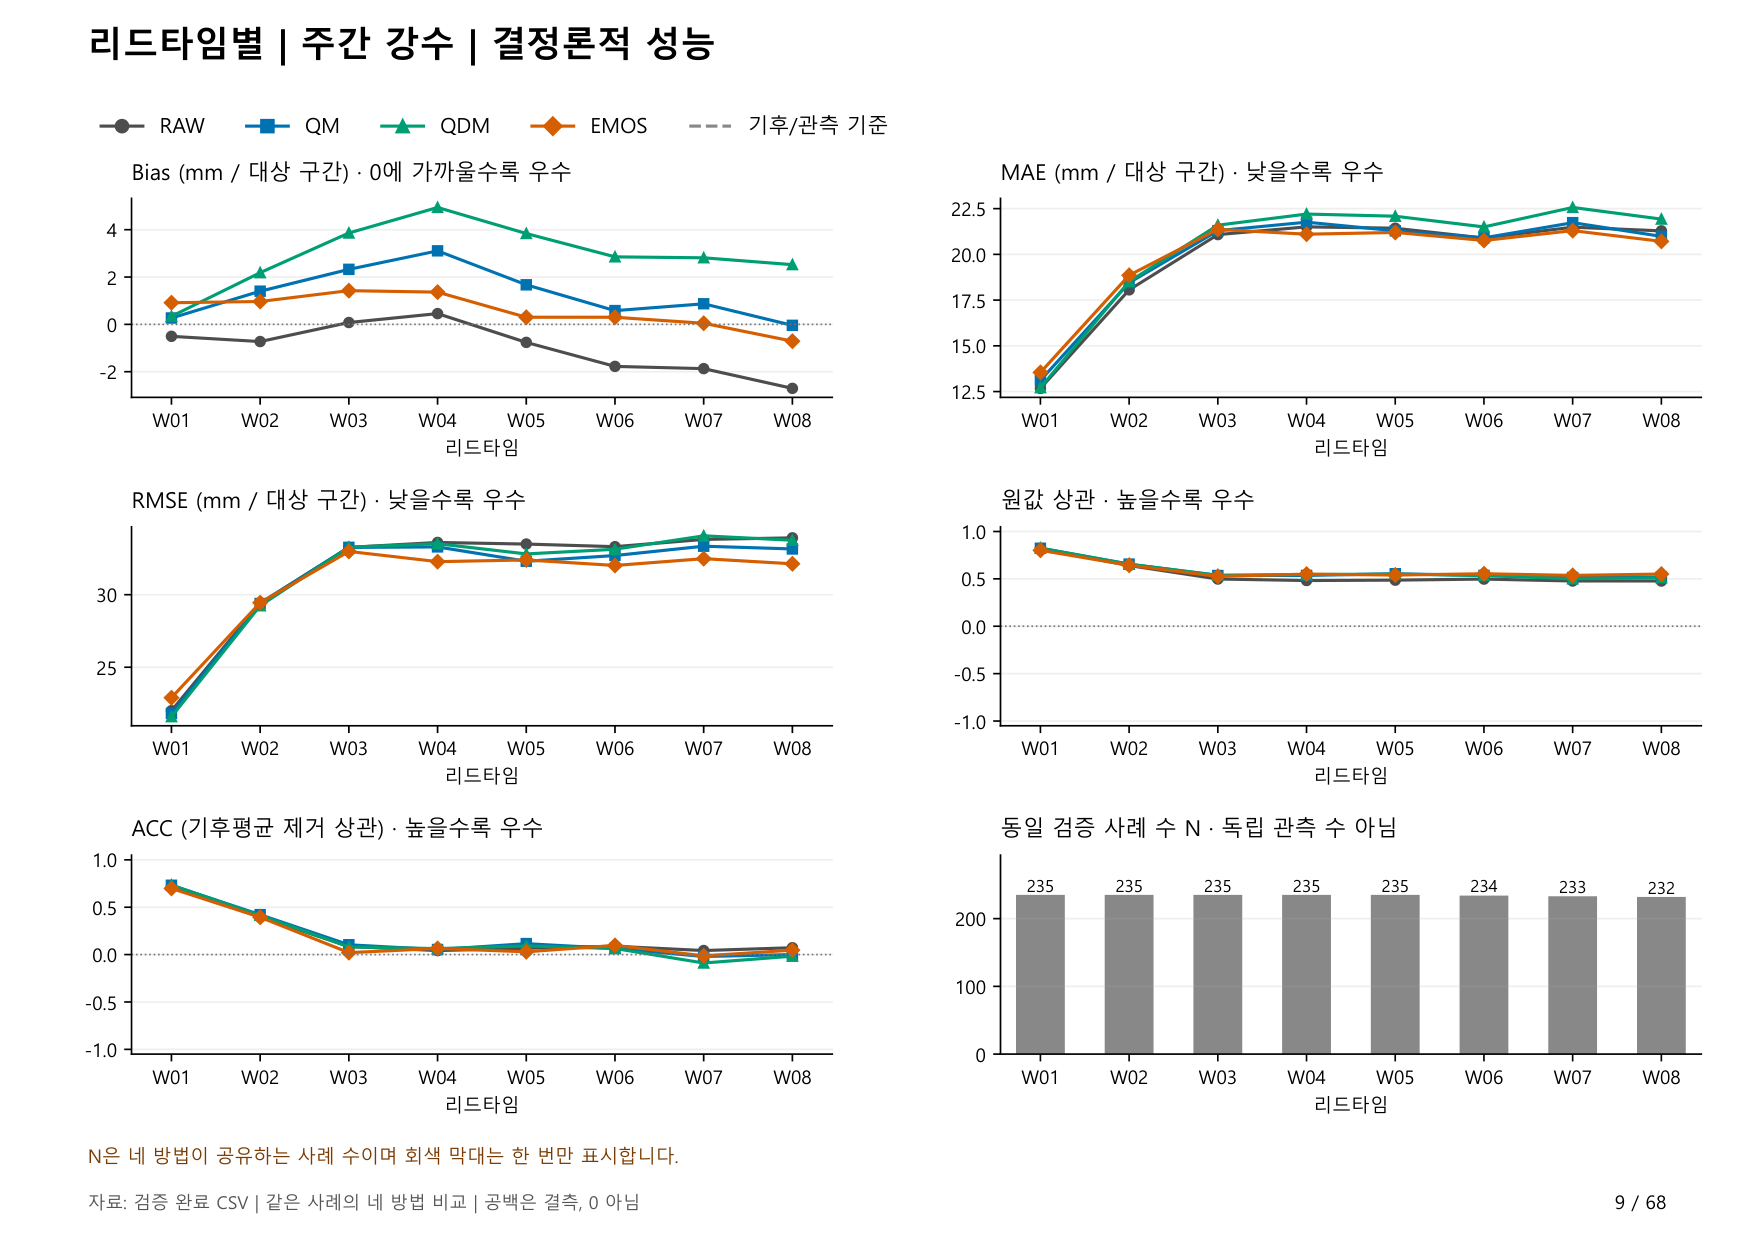 리드타임별 | 주간 강수 | 결정론적 성능
RAW QM QDM EMOS 기후/관측 기준
Bias (mm / 대상 구간) · 0에 가까울수록 우수
4
2
0
-2
W01 W02 W03 W04 W05 W06 W07 W08
리드타임
MAE (mm / 대상 구간) · 낮을수록 우수
22.5
20.0
17.5
15.0
12.5
W01 W02 W03 W04 W05 W06 W07 W08
리드타임
RMSE (mm / 대상 구간) · 낮을수록 우수
30
25
W01 W02 W03 W04 W05 W06 W07 W08
리드타임
원값 상관 · 높을수록 우수
1.0
0.5
0.0
-0.5
-1.0
W01 W02 W03 W04 W05 W06 W07 W08
리드타임
ACC (기후평균 제거 상관) · 높을수록 우수
1.0
0.5
0.0
-0.5
-1.0
W01 W02 W03 W04 W05 W06 W07 W08
리드타임
동일 검증 사례 수 N · 독립 관측 수 아님
235 235 235 235 235 234 233 232
200
100
0
W01 W02 W03 W04 W05 W06 W07 W08
리드타임
N은 네 방법이 공유하는 사례 수이며 회색 막대는 한 번만 표시합니다.
자료: 검증 완료 CSV | 같은 사례의 네 방법 비교 | 공백은 결측, 0 아님
9 / 68